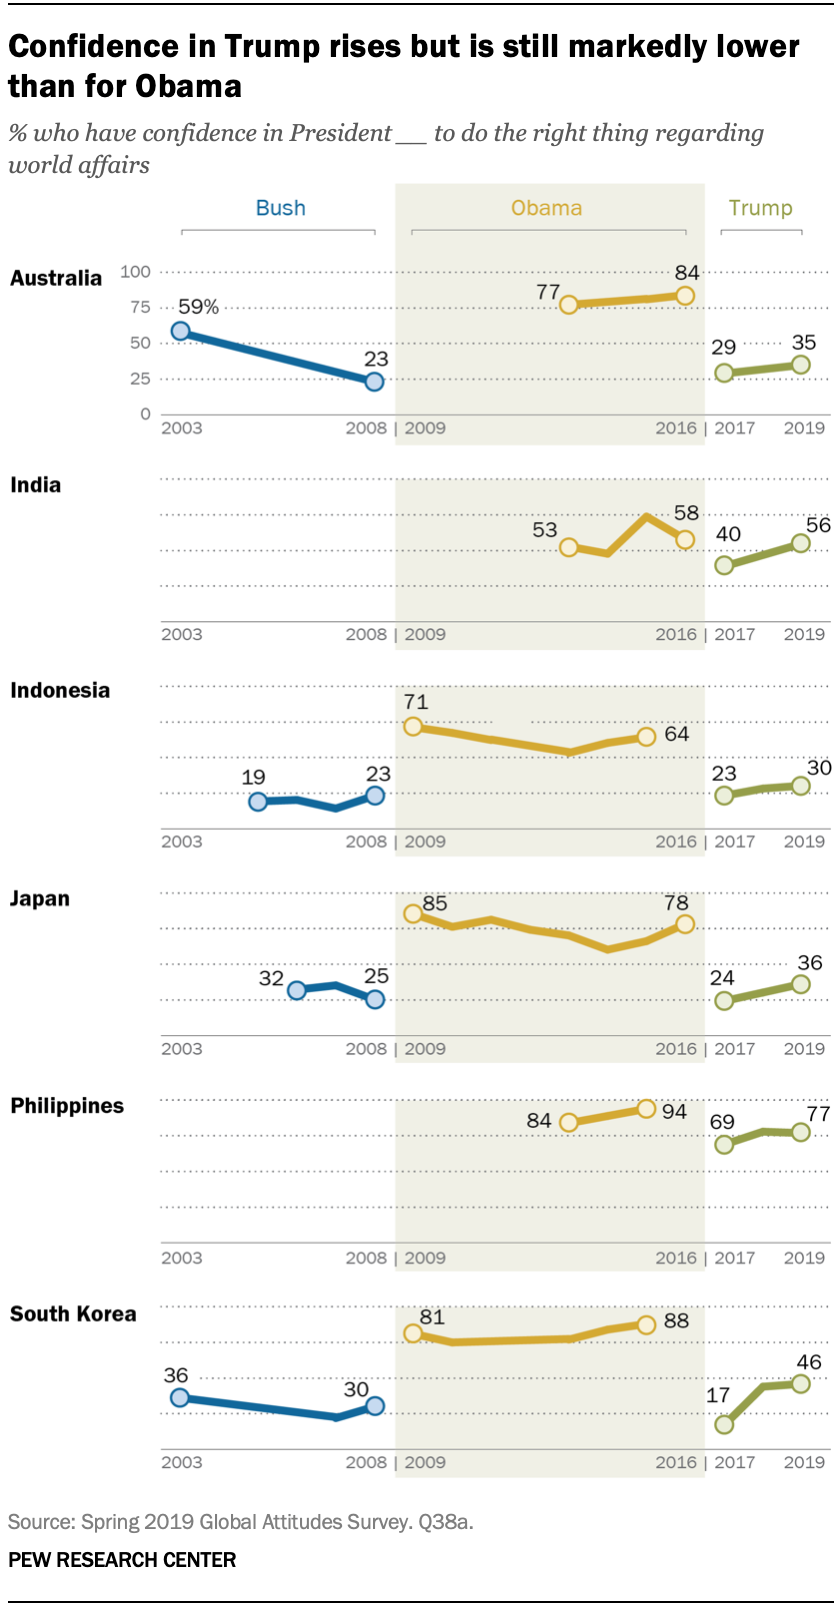 Confidence in Trump rises but is still markedly lower
than for Obama
% who have confidence in President __ to do the right thing regarding
world affairs
Bush Obama Trump
Australia
100
75
50
25
0
59%
23
77
84
29
35
2003 2008 | 2009 2016 | 2017 2019
India
53
58
40
56
2003 2008 | 2009 2016 | 2017 2019
Indonesia
19
23
71
64
23
30
2003 2008 | 2009 2016 | 2017 2019
Japan
32
25
85
78
24
36
2003 2008 | 2009 2016 | 2017 2019
Philippines
84
94
69
77
2003 2008 | 2009 2016 | 2017 2019
South Korea
36
30
81
88
17
46
2003 2008 | 2009 2016 | 2017 2019
Source: Spring 2019 Global Attitudes Survey. Q38a.
PEW RESEARCH CENTER